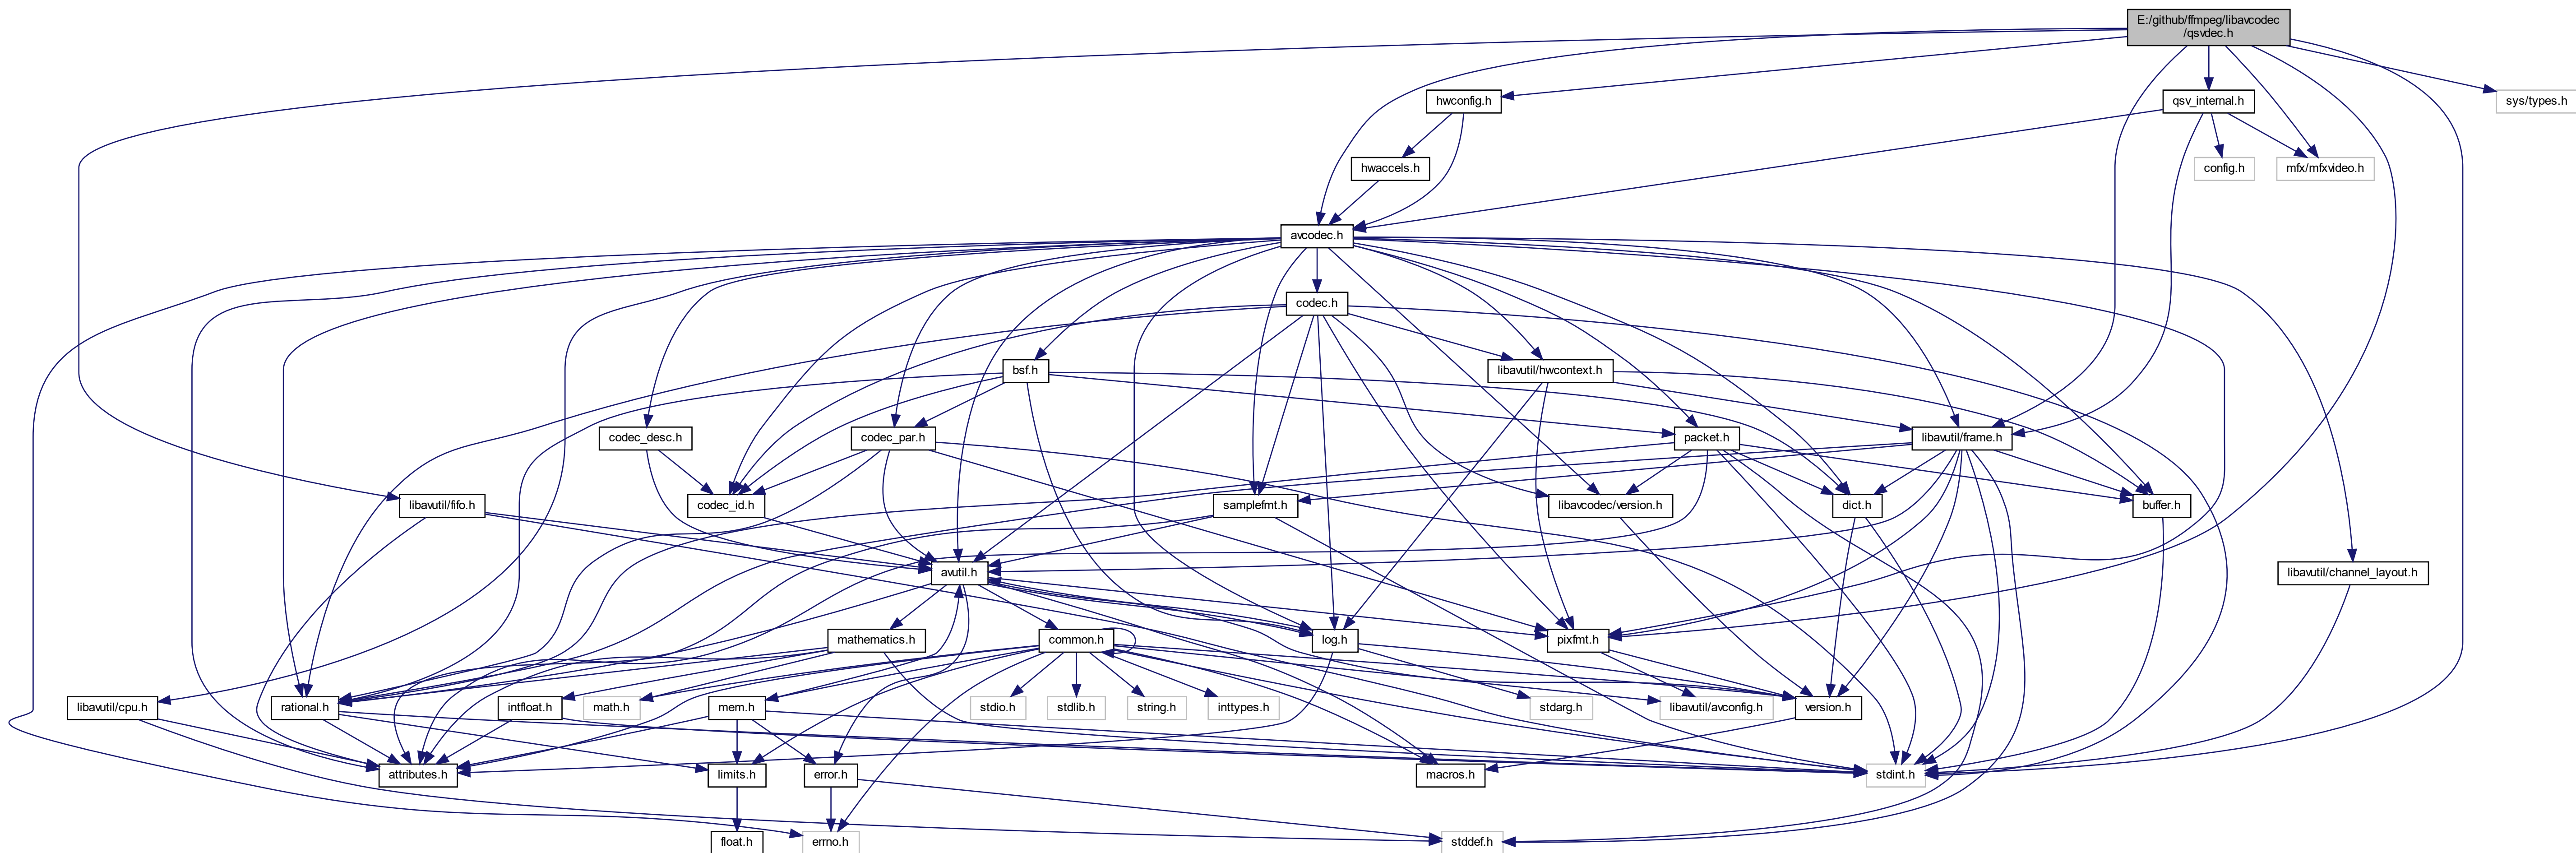 E:/github/ffmpeg/libavcodec
/qsvdec.h
hwconfig.h
qsv_internal.h
sys/types.h
hwaccels.h
config.h
mfx/mfxvideo.h
avcodec.h
codec.h
bsf.h
libavutil/hwcontext.h
codec_desc.h
codec_par.h
packet.h
libavutil/frame.h
libavutil/fifo.h
codec_id.h
samplefmt.h
libavcodec/version.h
dict.h
buffer.h
avutil.h
libavutil/channel_layout.h
mathematics.h
common.h
log.h
pixfmt.h
libavutil/cpu.h
rational.h
intfloat.h
math.h
mem.h
stdio.h
stdlib.h
string.h
inttypes.h
stdarg.h
libavutil/avconfig.h
version.h
attributes.h
limits.h
error.h
macros.h
stdint.h
float.h
errno.h
stddef.h